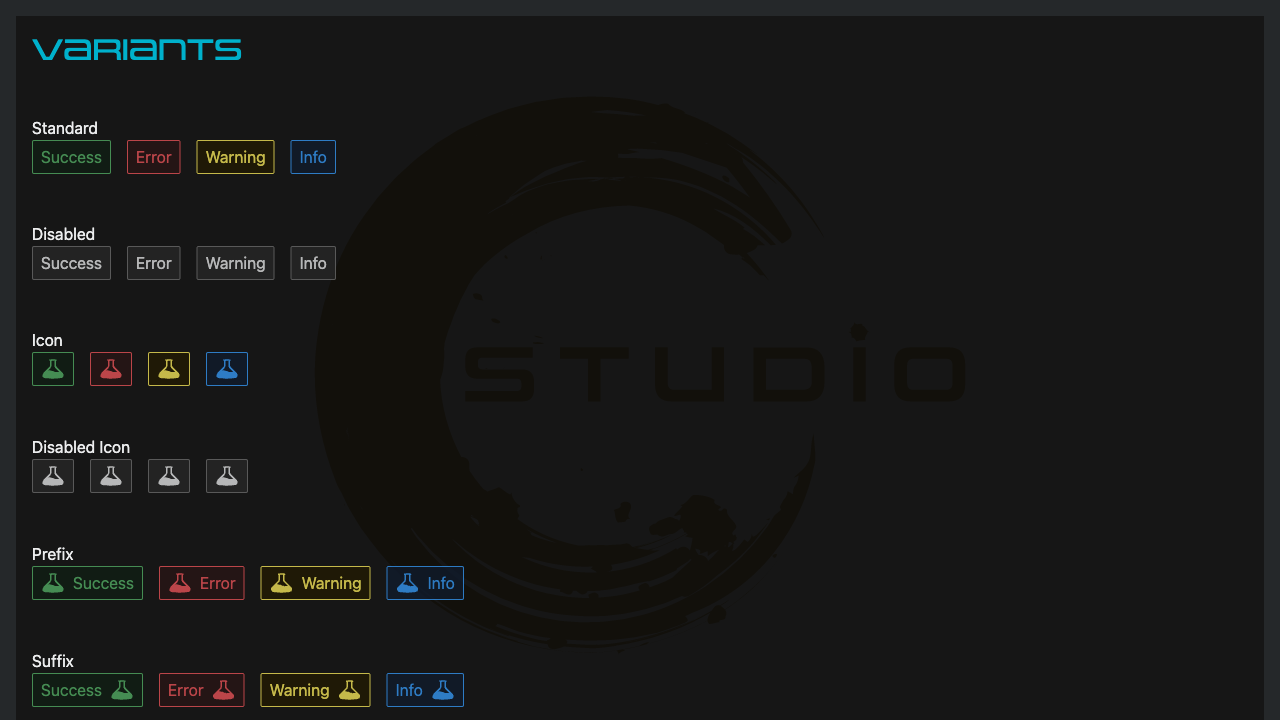 VARIANTS
Standard
Success Error Warning Info
Disabled
Success Error Warning Info
STUDIO
Icon
Disabled Icon
Prefix
Success Error Warning Info
Suffix
Success Error Warning Info